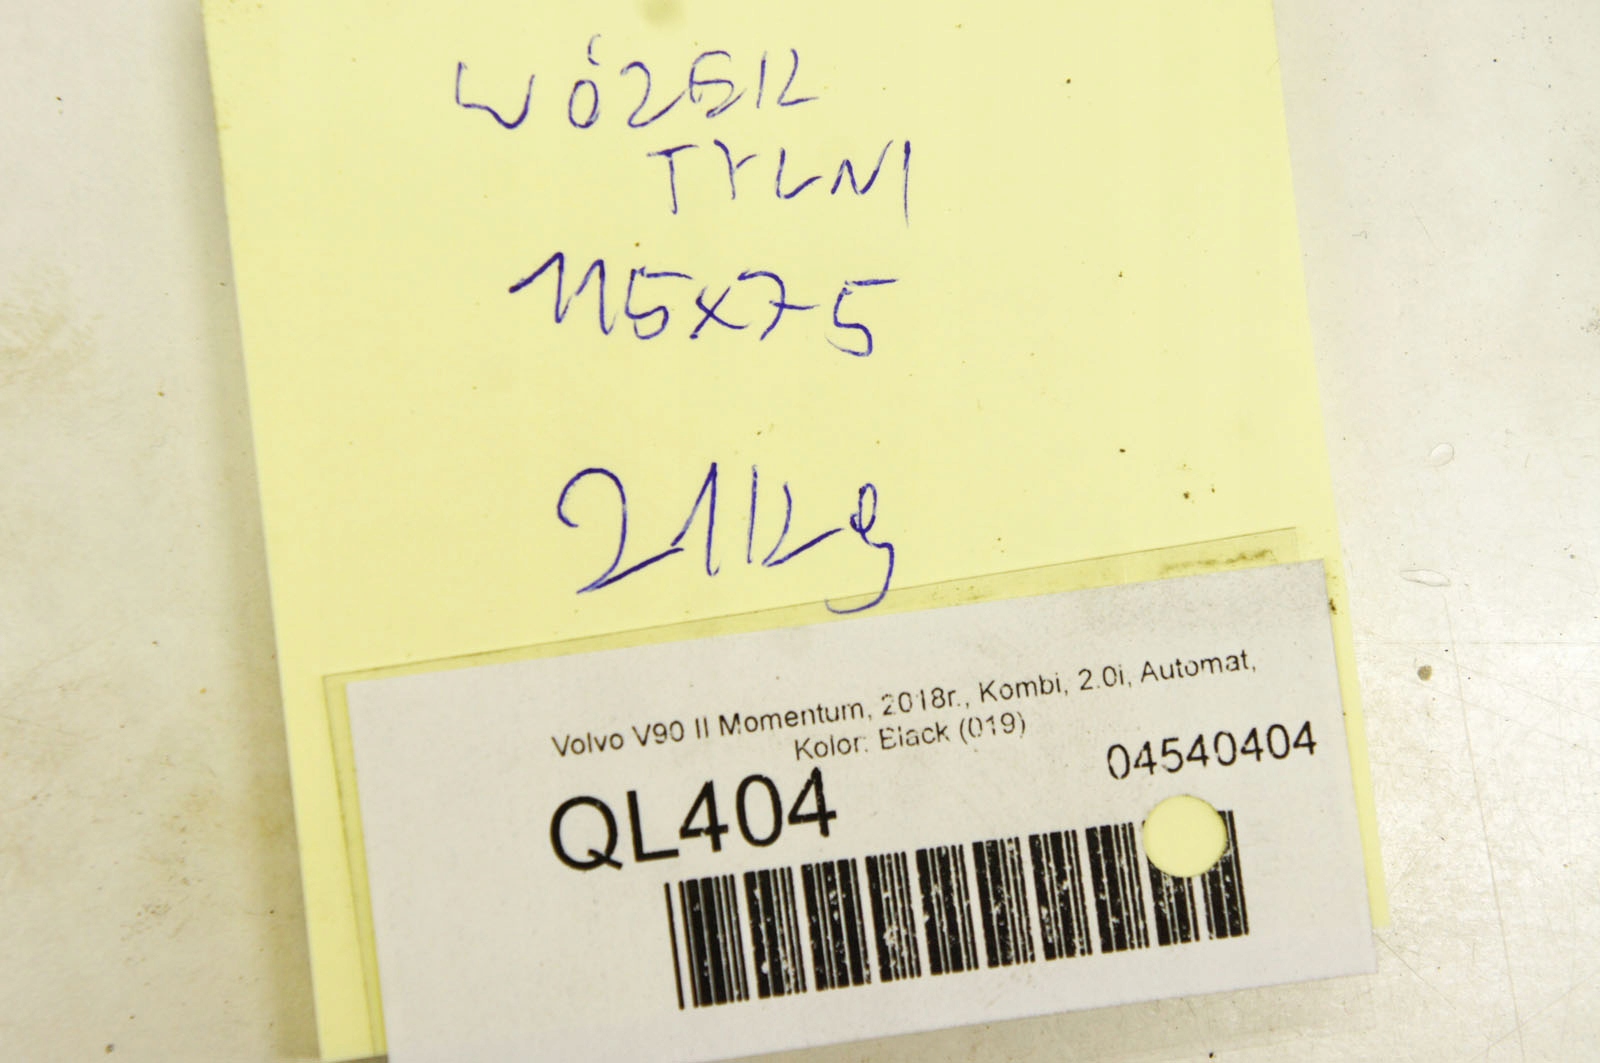 WÓZEK
TYLNI
115x75
21kg
Volvo V90 II Momentum, 2018r., Kombi, 2.0i, Automat,
Kolor: Black (019)
04540404
QL404